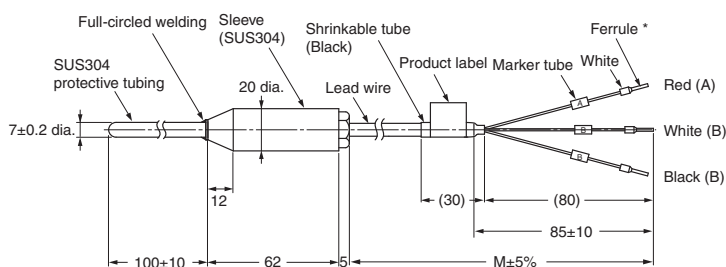 Full-circled welding
Sleeve
(SUS304)
Shrinkable tube
(Black)
Product label
Marker tube
White
Ferrule *
SUS304
protective tubing
20 dia.
Lead wire
Red (A)
A
7±0.2 dia.
B
White (B)
B
Black (B)
12
(30)
(80)
85±10
100±10
62
5
M±5%